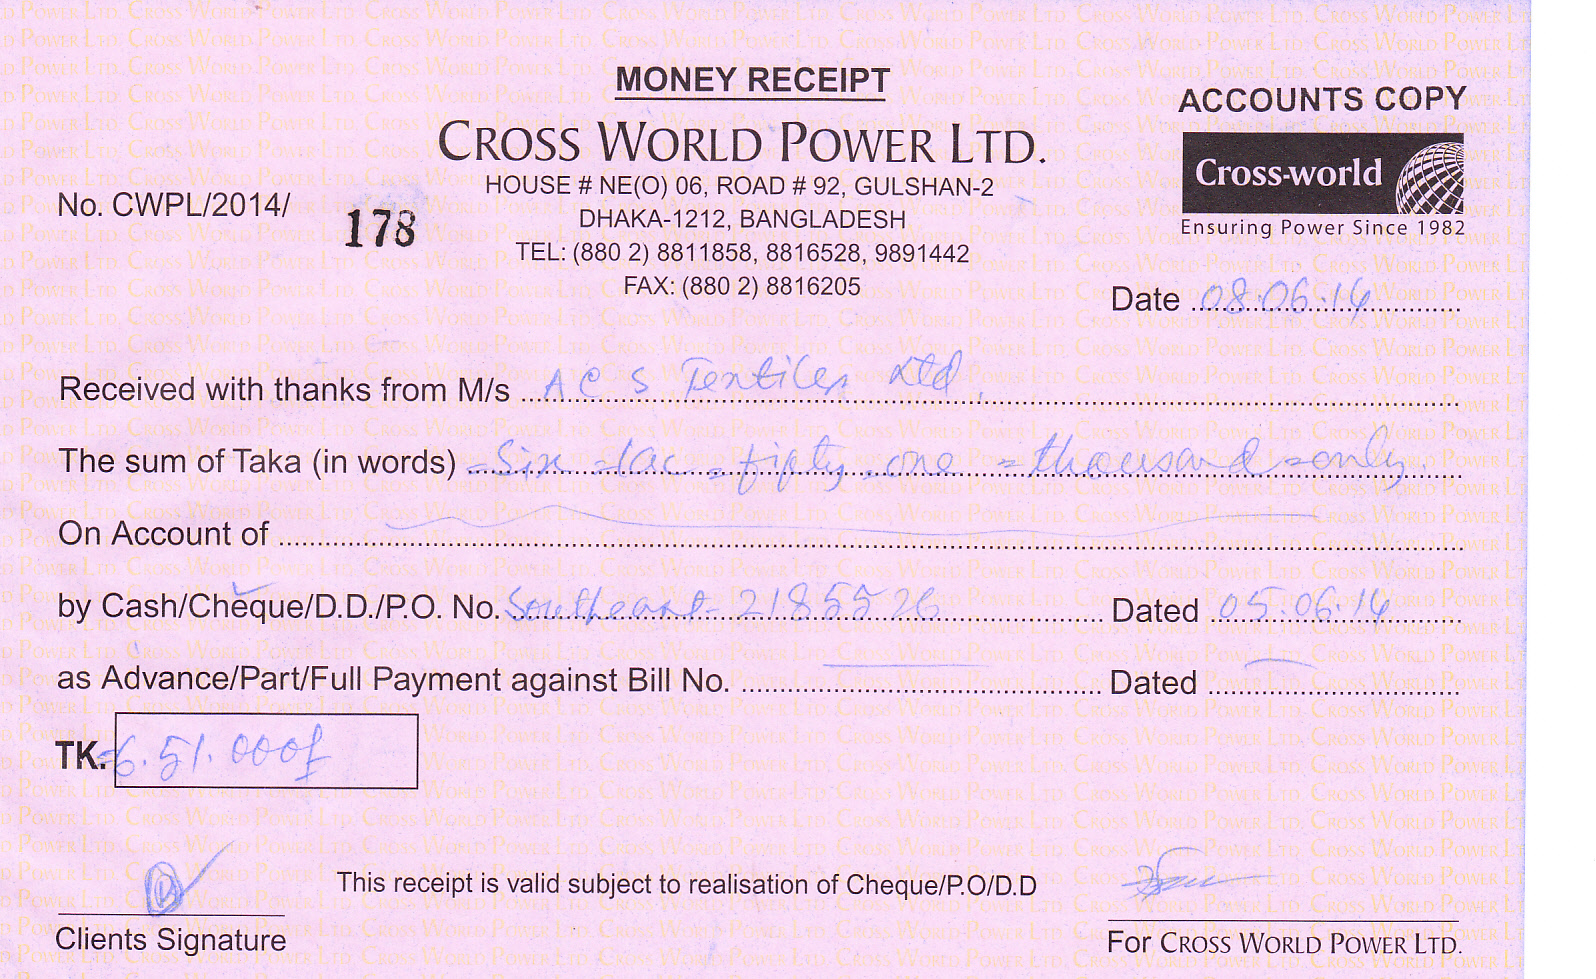 MONEY RECEIPT
ACCOUNTS COPY
CROSS WORLD POWER LTD.
Cross-world
Ensuring Power Since 1982
HOUSE # NE(O) 06, ROAD # 92, GULSHAN-2
DHAKA-1212, BANGLADESH
TEL: (880 2) 8811858, 8816528, 9891442
FAX: (880 2) 8816205
No. CWPL/2014/ 178
Date 08.06.14
Received with thanks from M/s A C S Textiles Ltd.
The sum of Taka (in words) = Six = lac = fifty = one = thousand = only.
On Account of
by Cash/Cheque/D.D./P.O. No. Southeast - 2185526 Dated 05.06.14
as Advance/Part/Full Payment against Bill No. Dated
TK. =6.51.000/
This receipt is valid subject to realisation of Cheque/P.O/D.D
Clients Signature
For CROSS WORLD POWER LTD.